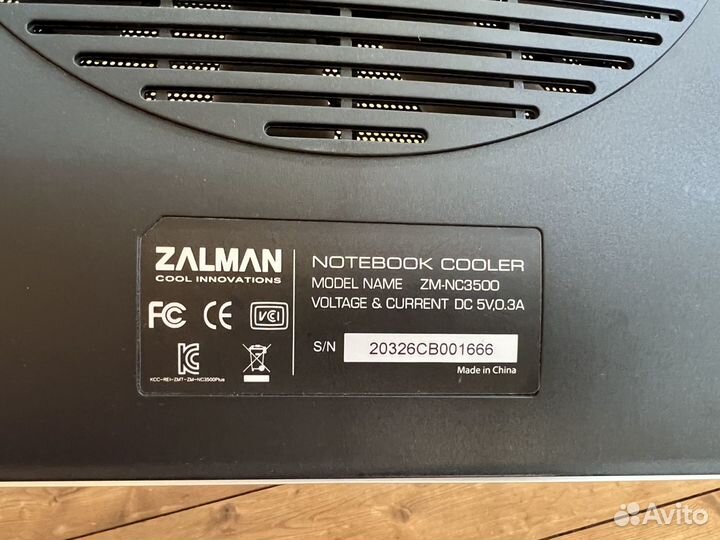 ZALMAN
COOL INNOVATIONS
FC CE VCCI
KCC-REI-ZMT-ZM-NC3500Plus
NOTEBOOK COOLER
MODEL NAME ZM-NC3500
VOLTAGE & CURRENT DC 5V,0.3A
S/N 20326CB001666
Made in China
Avito